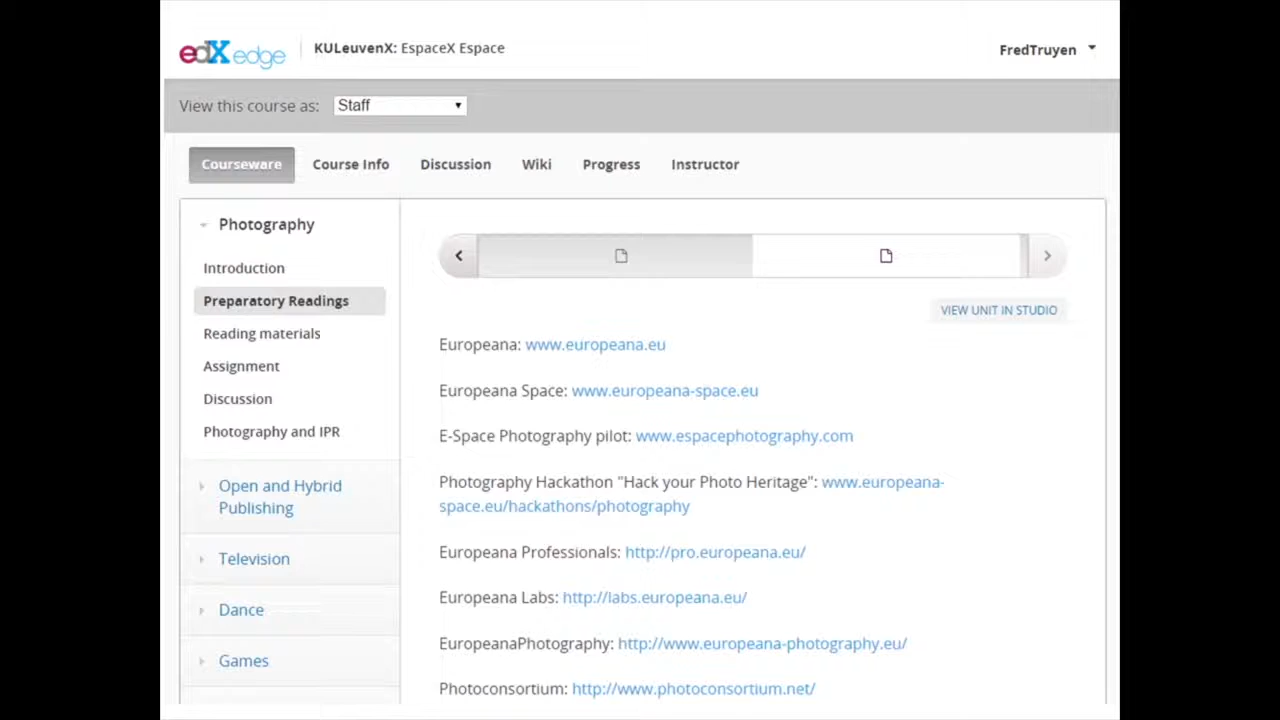 edX edge
KULeuvenX: EspaceX Espace
FredTruyen
View this course as:
Staff
Courseware
Course Info
Discussion
Wiki
Progress
Instructor
Photography
Introduction
Preparatory Readings
Reading materials
Assignment
Discussion
Photography and IPR
Open and Hybrid
Publishing
Television
Dance
Games
VIEW UNIT IN STUDIO
Europeana: www.europeana.eu
Europeana Space: www.europeana-space.eu
E-Space Photography pilot: www.espacephotography.com
Photography Hackathon "Hack your Photo Heritage": www.europeana-
space.eu/hackathons/photography
Europeana Professionals: http://pro.europeana.eu/
Europeana Labs: http://labs.europeana.eu/
EuropeanaPhotography: http://www.europeana-photography.eu/
Photoconsortium: http://www.photoconsortium.net/